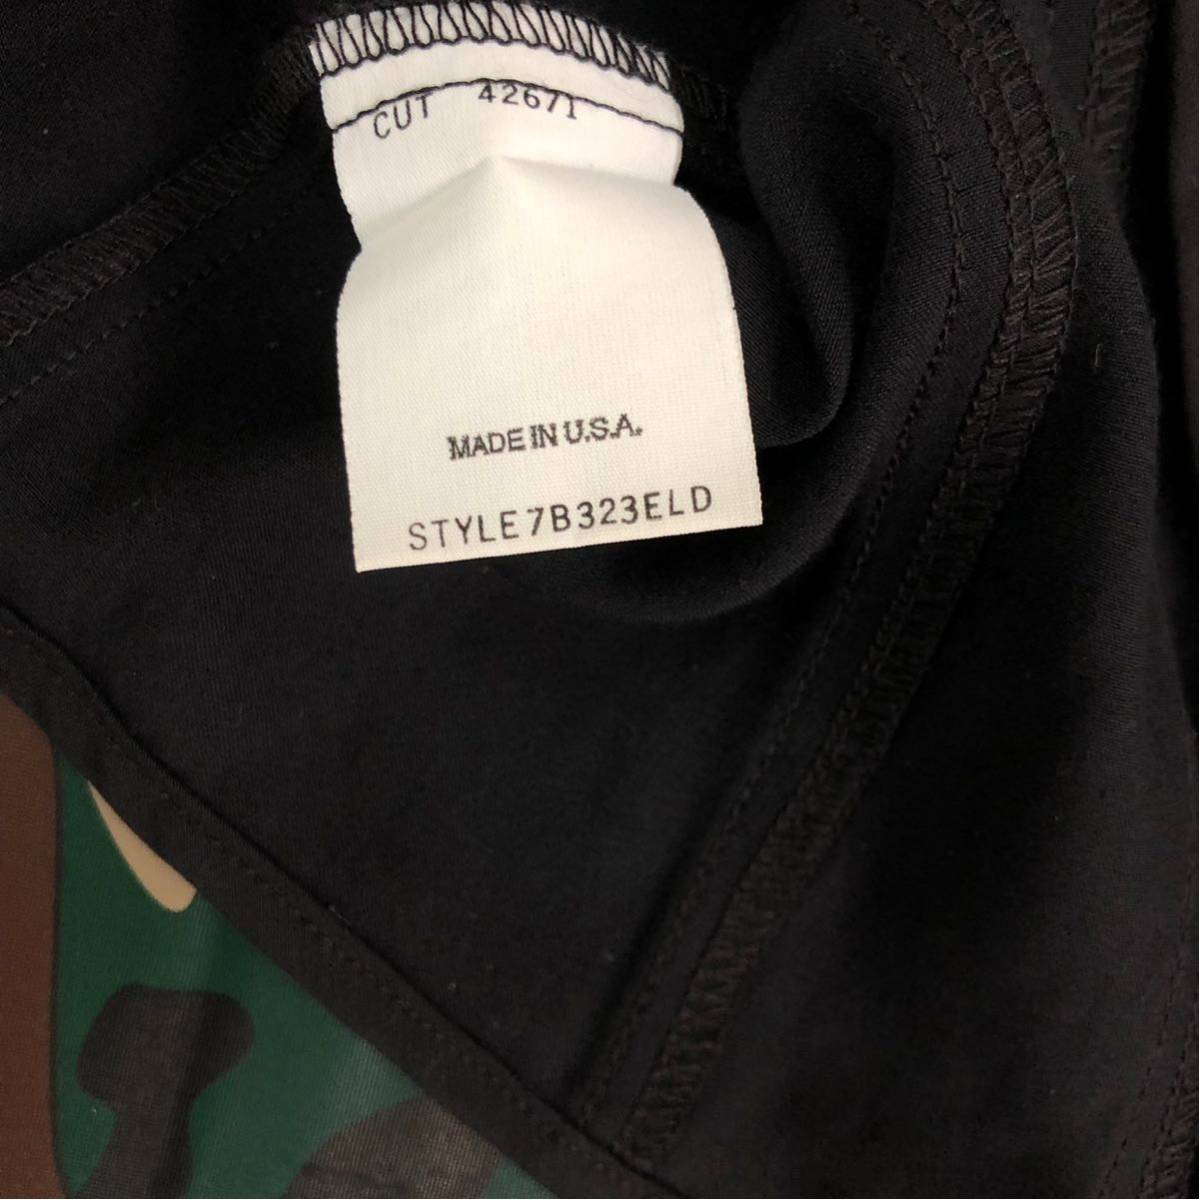 CUT 42671
MADE IN U.S.A.
STYLE 7B323ELD